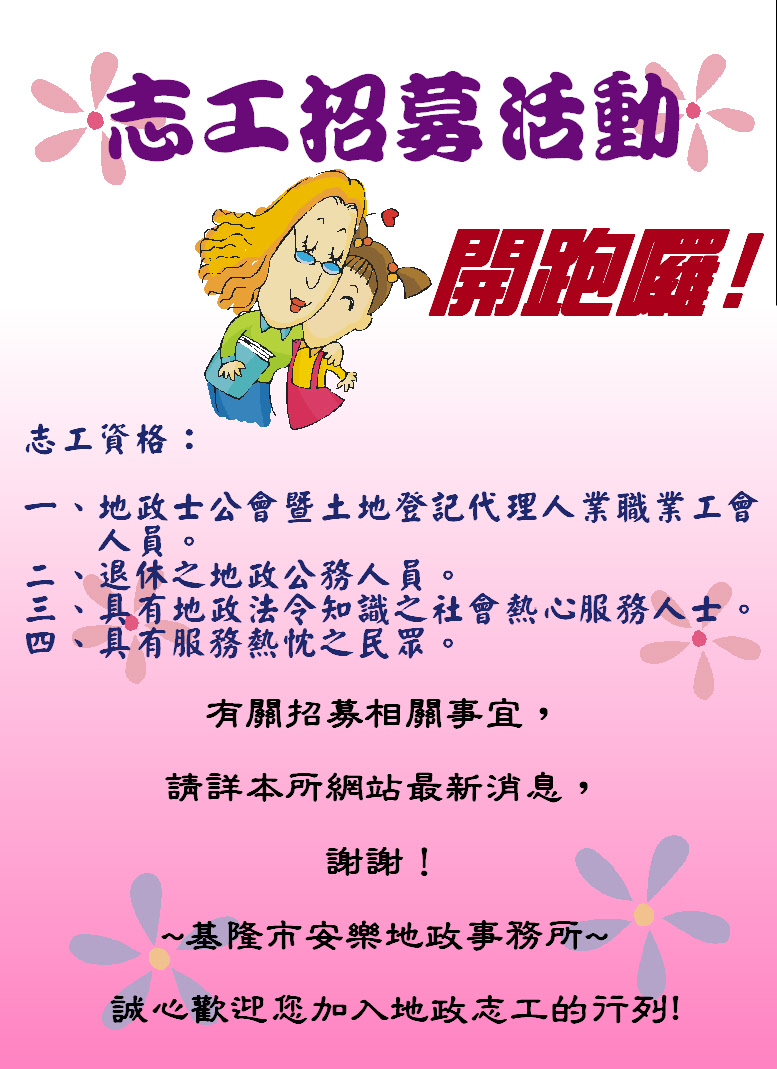 志工招募活動
開跑囉!
志工資格：
一、地政士公會暨土地登記代理人業職業工會
人員。
二、退休之地政公務人員。
三、具有地政法令知識之社會熱心服務人士。
四、具有服務熱忱之民眾。
有關招募相關事宜，
請詳本所網站最新消息，
謝謝！
~基隆市安樂地政事務所~
誠心歡迎您加入地政志工的行列!